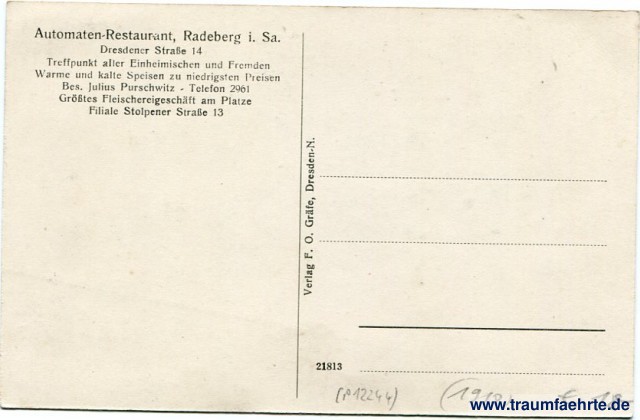 Automaten-Restaurant, Radeberg i. Sa.
Dresdener Straße 14
Treffpunkt aller Einheimischen und Fremden
Warme und kalte Speisen zu niedrigsten Preisen
Bes. Julius Purschwitz - Telefon 2961
Größtes Fleischereigeschäft am Platze
Filiale Stolpener Straße 13
Verlag F. O. Gräfe, Dresden-N.
21813
(P12244)
www.traumfaehrte.de